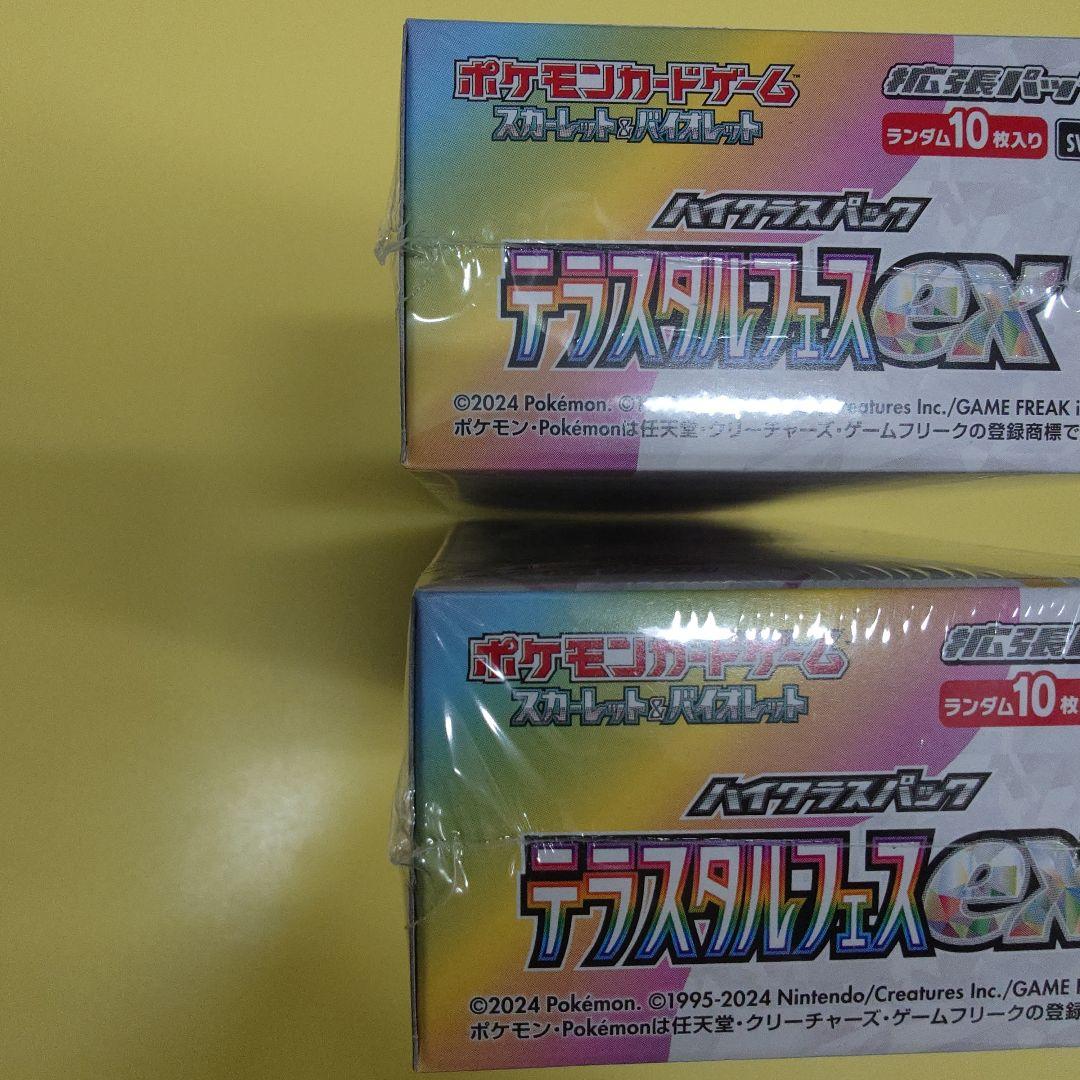 ポケモンカードゲーム™
スカーレット&バイオレット
拡張パッ
ランダム10枚入り
SV
ハイクラスパック
テラスタルフェスex
©2024 Pokémon. ©1 eatures Inc./GAME FREAK i
ポケモン・Pokémonは任天堂・クリーチャーズ・ゲームフリークの登録商標で
ポケモンカードゲーム
スカーレット&バイオレット
拡張
ランダム10枚
ハイクラスパック
テラスタルフェスex
©2024 Pokémon. ©1995-2024 Nintendo/Creatures Inc./GAME
ポケモン・Pokémonは任天堂・クリーチャーズ・ゲームフリークの登録